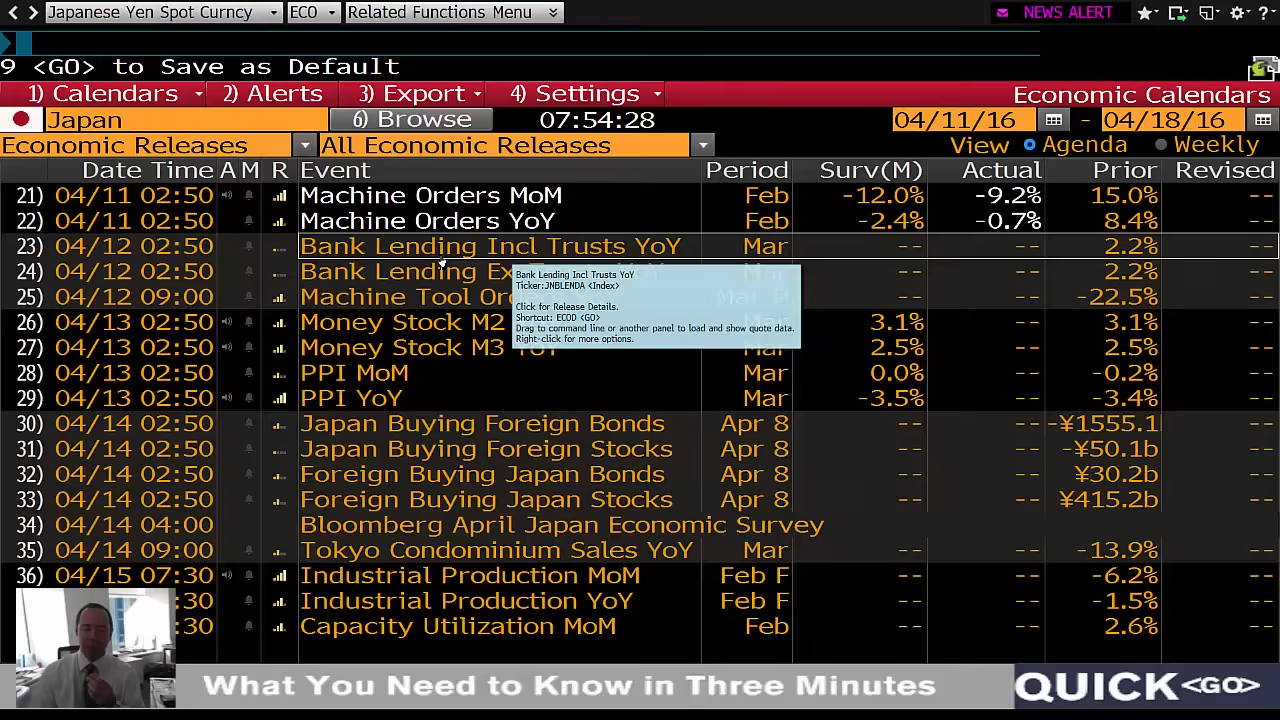 Japanese Yen Spot Curncy ECO Related Functions Menu NEWS ALERT
9 <GO> to Save as Default
1) Calendars 2) Alerts 3) Export 4) Settings Economic Calendars
Japan 6) Browse 07:54:28 04/11/16 - 04/18/16
Economic Releases All Economic Releases View Agenda Weekly
Date Time A M R Event Period Surv(M) Actual Prior Revised
21) 04/11 02:50 Machine Orders MoM Feb -12.0% -9.2% 15.0% --
22) 04/11 02:50 Machine Orders YoY Feb -2.4% -0.7% 8.4% --
23) 04/12 02:50 Bank Lending Incl Trusts YoY Mar -- -- 2.2% --
24) 04/12 02:50 Bank Lending Ex -- -- 2.2% --
25) 04/12 09:00 Machine Tool -- -- -22.5% --
Bank Lending Incl Trusts YoY
Ticker:JNBLENDA <Index>
Click for Release Details.
Shortcut: ECOD <GO>
Drag to command line or another panel to load and show quote data.
Right-click for more options.
26) 04/13 02:50 Money Stock M2 3.1% -- 3.1% --
27) 04/13 02:50 Money Stock M3 YoY Mar 2.5% -- 2.5% --
28) 04/13 02:50 PPI MoM Mar 0.0% -- -0.2% --
29) 04/13 02:50 PPI YoY Mar -3.5% -- -3.4% --
30) 04/14 02:50 Japan Buying Foreign Bonds Apr 8 -- -- -¥1555.1 --
31) 04/14 02:50 Japan Buying Foreign Stocks Apr 8 -- -- -¥50.1b --
32) 04/14 02:50 Foreign Buying Japan Bonds Apr 8 -- -- ¥30.2b --
33) 04/14 02:50 Foreign Buying Japan Stocks Apr 8 -- -- ¥415.2b --
34) 04/14 04:00 Bloomberg April Japan Economic Survey
35) 04/14 09:00 Tokyo Condominium Sales YoY Mar -- -- -13.9% --
36) 04/15 07:30 Industrial Production MoM Feb F -- -- -6.2% --
:30 Industrial Production YoY Feb F -- -- -1.5% --
:30 Capacity Utilization MoM Feb -- -- 2.6% --
What You Need to Know in Three Minutes QUICK<GO>